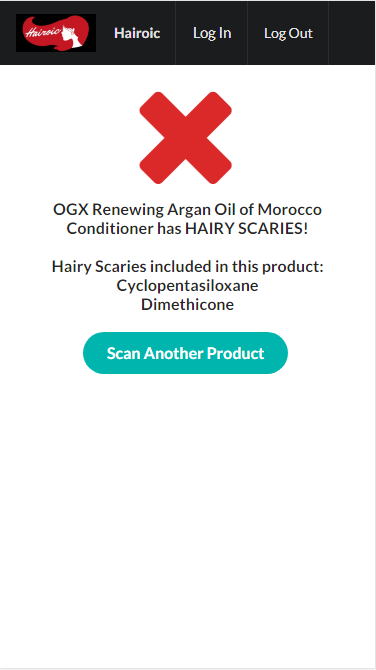 Hairoic
Hairoic
Log In
Log Out
OGX Renewing Argan Oil of Morocco
Conditioner has HAIRY SCARIES!
Hairy Scaries included in this product:
Cyclopentasiloxane
Dimethicone
Scan Another Product